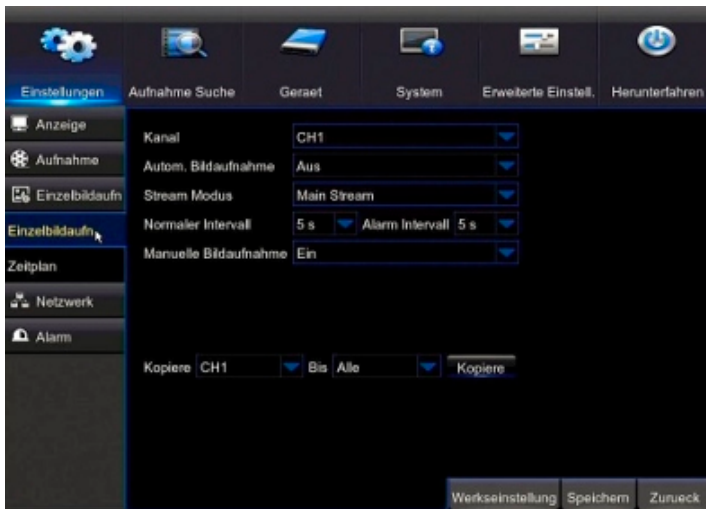 Einstellungen
Aufnahme Suche
Geraet
System
Erweiterte Einstell.
Herunterfahren
Anzeige
Aufnahme
Einzelbildaufn
Einzelbildaufn
Zeitplan
Netzwerk
Alarm
Kanal CH1
Autom. Bildaufnahme Aus
Stream Modus Main Stream
Normaler Intervall 5 s Alarm Intervall 5 s
Manuelle Bildaufnahme Ein
Kopiere CH1 Bis Alle Kopiere
Werkseinstellung Speichern Zurueck